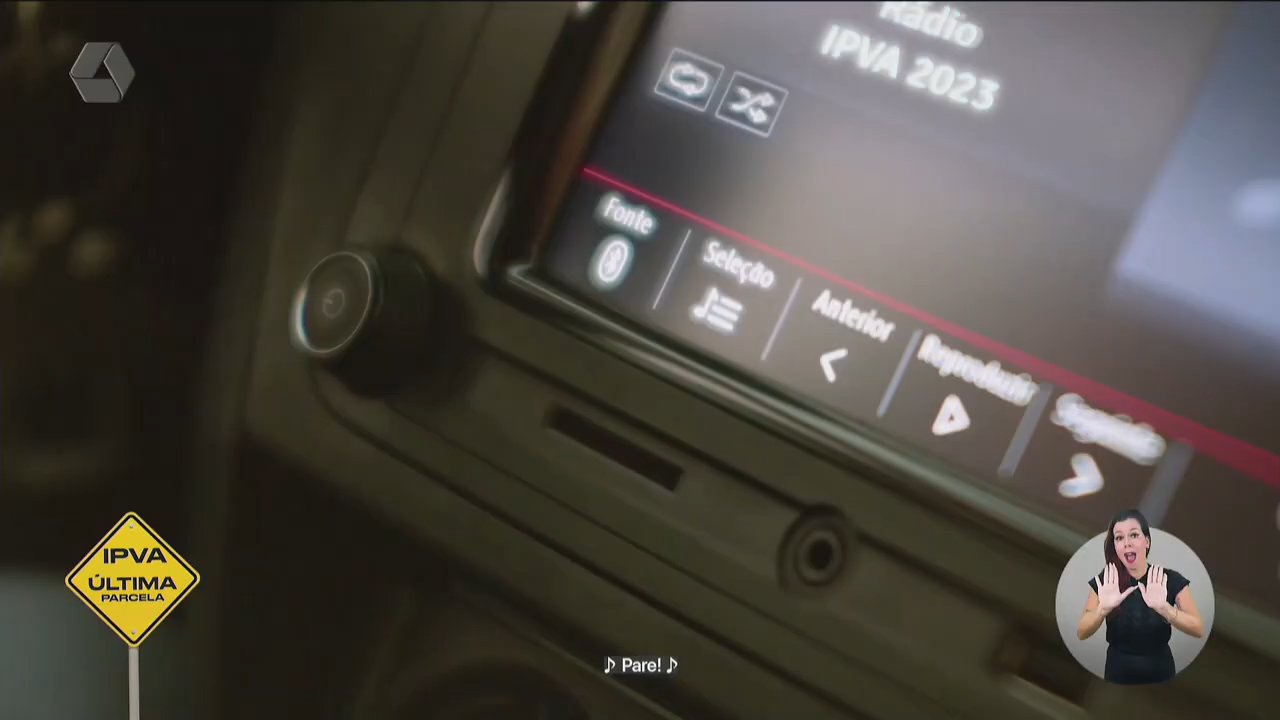 Rádio
IPVA 2023
Fonte
Seleção
Anterior
Reproduzir
IPVA
ÚLTIMA
PARCELA
♪ Pare! ♪